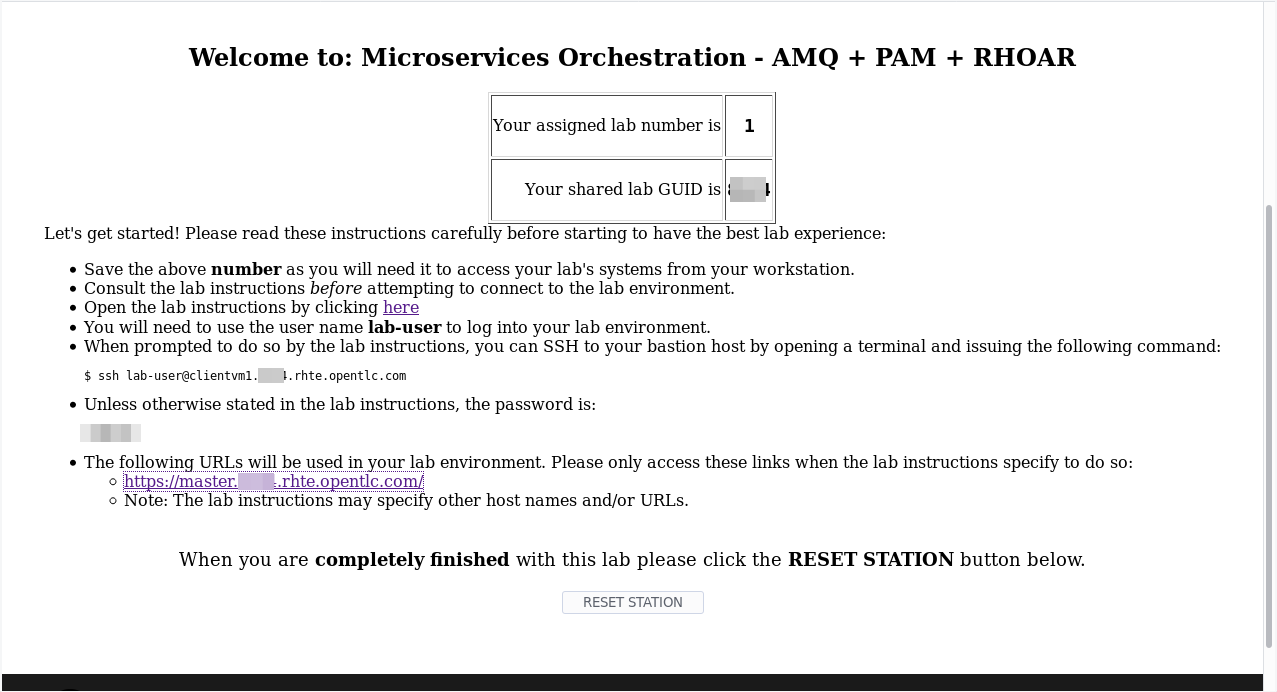 Welcome to: Microservices Orchestration - AMQ + PAM + RHOAR
Your assigned lab number is 1
Your shared lab GUID is
Let's get started! Please read these instructions carefully before starting to have the best lab experience:
• Save the above number as you will need it to access your lab's systems from your workstation.
• Consult the lab instructions before attempting to connect to the lab environment.
• Open the lab instructions by clicking here
• You will need to use the user name lab-user to log into your lab environment.
• When prompted to do so by the lab instructions, you can SSH to your bastion host by opening a terminal and issuing the following command:
$ ssh lab-user@clientvm1. .rhte.opentlc.com
• Unless otherwise stated in the lab instructions, the password is:
• The following URLs will be used in your lab environment. Please only access these links when the lab instructions specify to do so:
○ https://master. .rhte.opentlc.com/
○ Note: The lab instructions may specify other host names and/or URLs.
When you are completely finished with this lab please click the RESET STATION button below.
RESET STATION